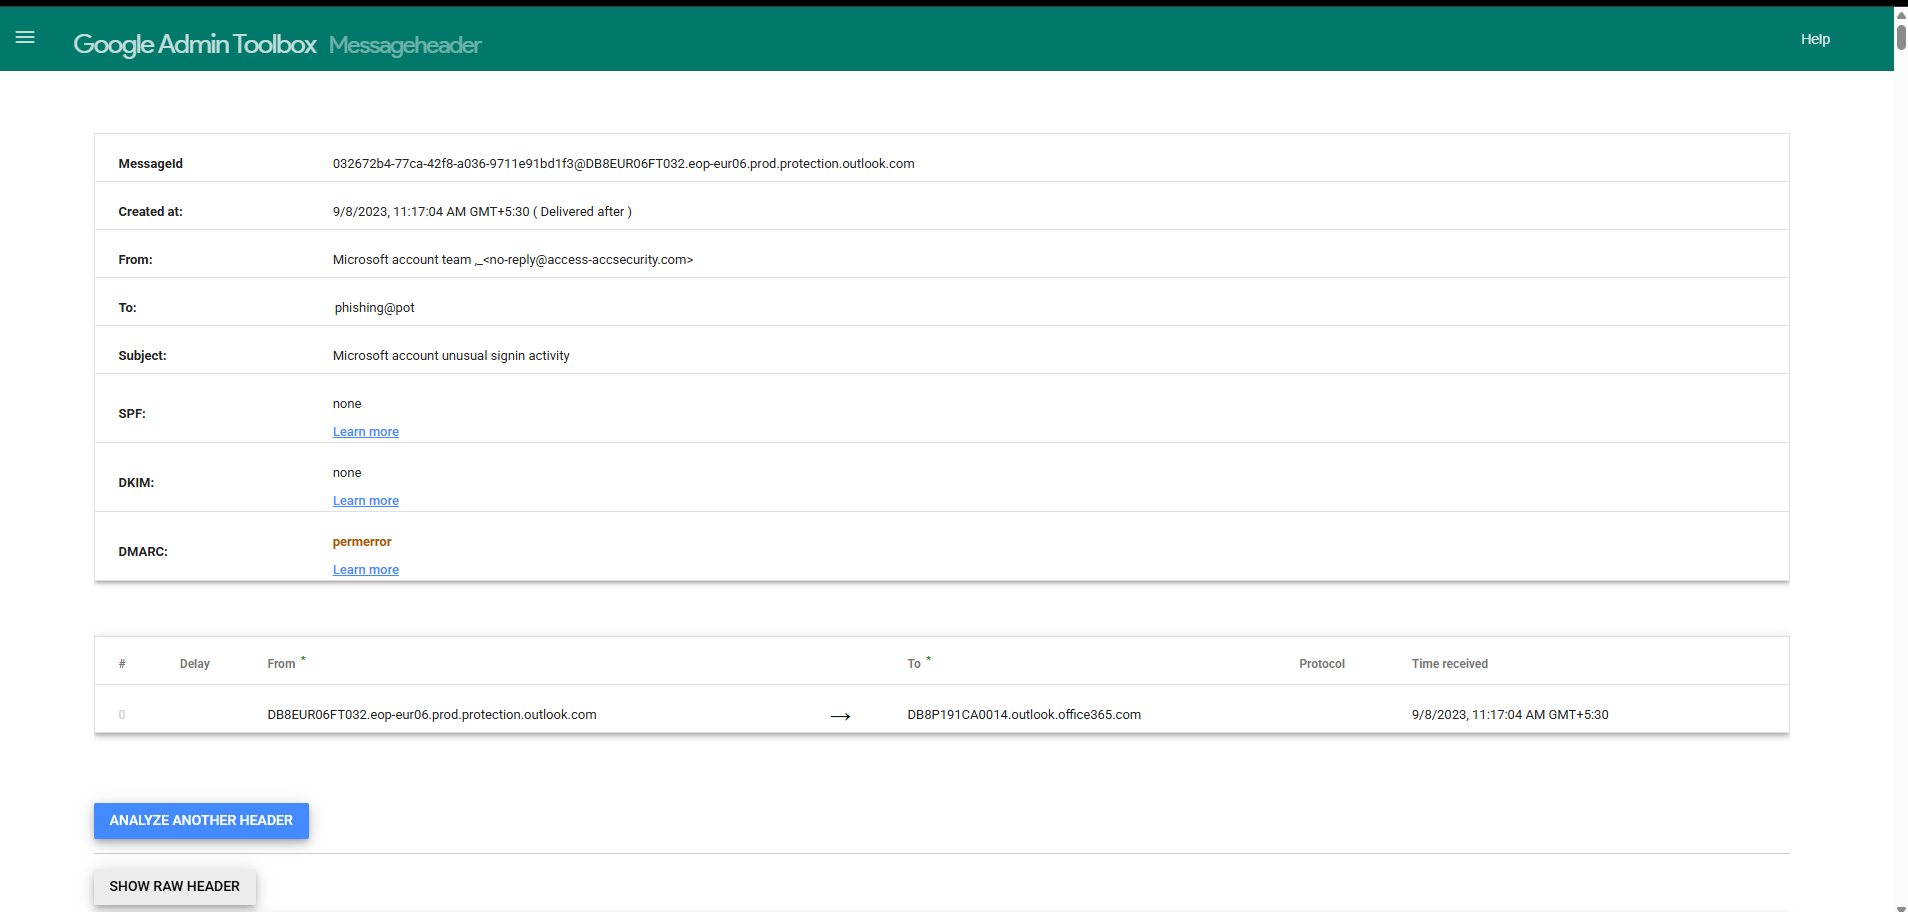 Google Admin Toolbox Messageheader
Help
MessageId 032672b4-77ca-42f8-a036-9711e91bd1f3@DB8EUR06FT032.eop-eur06.prod.protection.outlook.com
Created at: 9/8/2023, 11:17:04 AM GMT+5:30 ( Delivered after )
From: Microsoft account team ,_<no-reply@access-accsecurity.com>
To: phishing@pot
Subject: Microsoft account unusual signin activity
SPF: none
Learn more
DKIM: none
Learn more
DMARC: permerror
Learn more
# Delay From * To * Protocol Time received
0 DB8EUR06FT032.eop-eur06.prod.protection.outlook.com → DB8P191CA0014.outlook.office365.com 9/8/2023, 11:17:04 AM GMT+5:30
ANALYZE ANOTHER HEADER
SHOW RAW HEADER